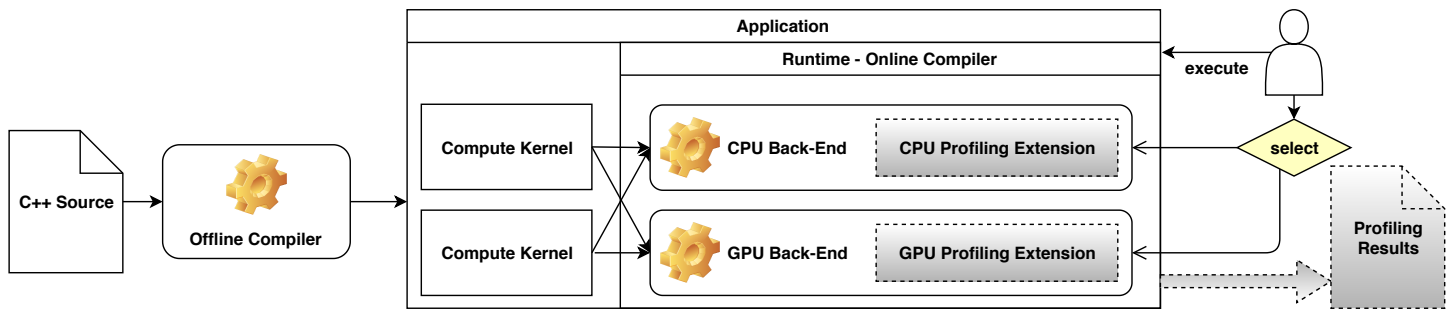 Application
Runtime - Online Compiler
execute
Compute Kernel
CPU Back-End
CPU Profiling Extension
select
C++ Source
Offline Compiler
Compute Kernel
GPU Back-End
GPU Profiling Extension
Profiling
Results